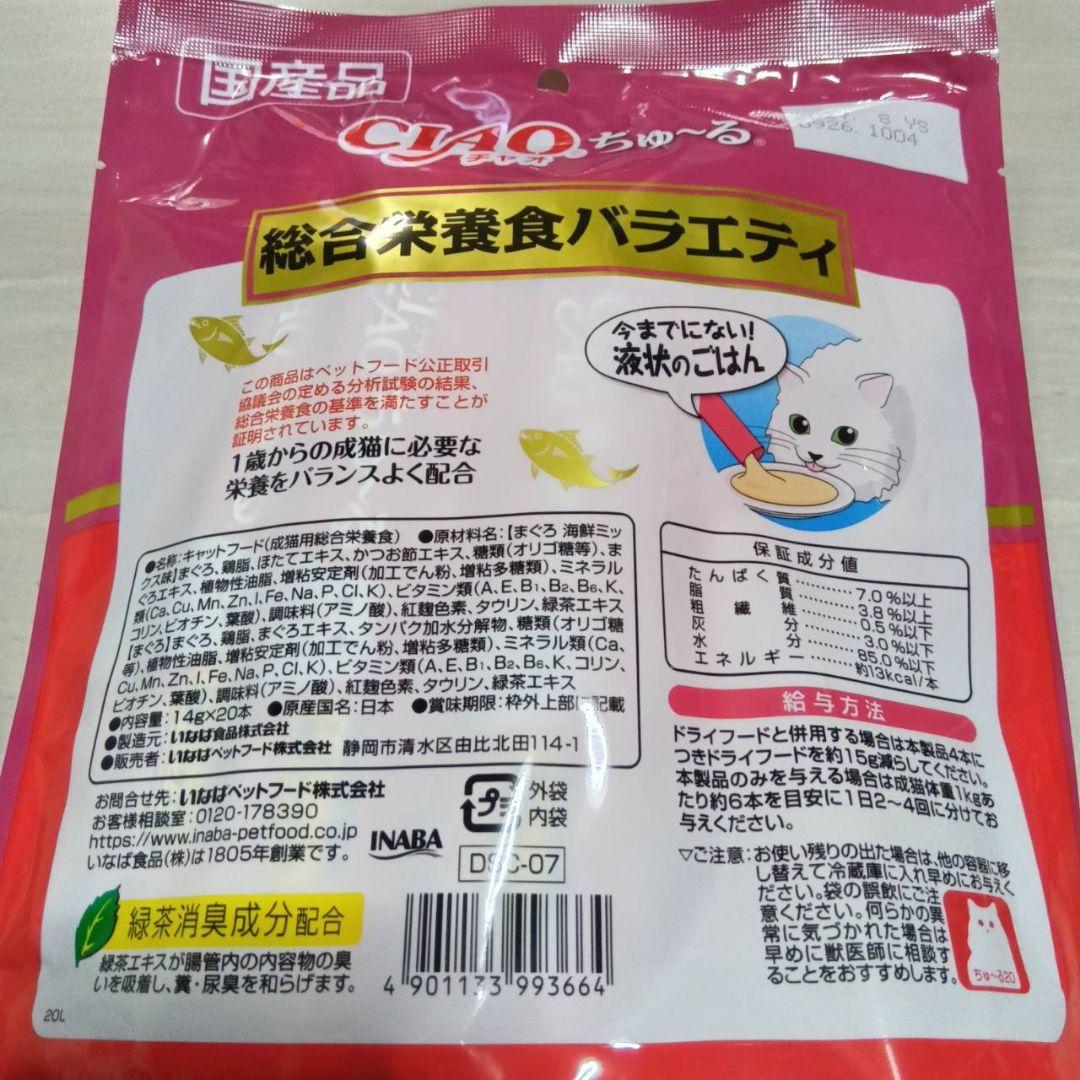 国産品
8 YS
0926.1004
CIAO ちゅ〜る®
チャオ
総合栄養食バラエティ
今までにない!
液状のごはん
この商品はペットフード公正取引
協議会の定める分析試験の結果、
総合栄養食の基準を満たすことが
証明されています。
1歳からの成猫に必要な
栄養をバランスよく配合
●名称:キャットフード(成猫用総合栄養食) ●原材料名:【まぐろ 海鮮ミッ
クス味】まぐろ、鶏脂、ほたてエキス、かつお節エキス、糖類(オリゴ糖等)、ま
ぐろエキス、植物性油脂、増粘安定剤(加工でん粉、増粘多糖類)、ミネラル
類(Ca、Cu、Mn、Zn、I、Fe、Na、P、Cl、K)、ビタミン類(A、E、B1、B2、B6、K、
コリン、ビオチン、葉酸)、調味料(アミノ酸)、紅麹色素、タウリン、緑茶エキス
【まぐろ】まぐろ、鶏脂、まぐろエキス、タンパク加水分解物、糖類(オリゴ糖
等)、植物性油脂、増粘安定剤(加工でん粉、増粘多糖類)、ミネラル類(Ca、
Cu、Mn、Zn、I、Fe、Na、P、Cl、K)、ビタミン類(A、E、B1、B2、B6、K、コリン、
ビオチン、葉酸)、調味料(アミノ酸)、紅麹色素、タウリン、緑茶エキス
●内容量:14g×20本 ●原産国名:日本 ●賞味期限:枠外上部に記載
●製造元:いなば食品株式会社
●販売者:いなばペットフード株式会社 静岡市清水区由比北田114-1
保証成分値
たんぱく質………7.0%以上
脂質………3.8%以上
粗繊維………0.5%以下
灰分………3.0%以下
水分………85.0%以下
エネルギー………約13kcal/本
給与方法
ドライフードと併用する場合は本製品4本に
つきドライフードを約15g減らしてください。
本製品のみを与える場合は成猫体重1kgあ
たり約6本を目安に1日2〜4回に分けてお
与えください。
▽ご注意:お使い残りの出た場合は、他の容器に移
し替えて冷蔵庫に入れ早めにお与えく
ださい。袋の誤飲にご注
意ください。何らかの異
常に気づかれた場合は
早めに獣医師に相談す
ることをおすすめします。
ちゅ〜る20
お問合せ先:いなばペットフード株式会社
お客様相談室:0120-178390
https://www.inaba-petfood.co.jp
いなば食品(株)は1805年創業です。
INABA
プラ
外袋
内袋
DSC-07
緑茶消臭成分配合
緑茶エキスが腸管内の内容物の臭
いを吸着し、糞・尿臭を和らげます。
4 901133 993664
20L